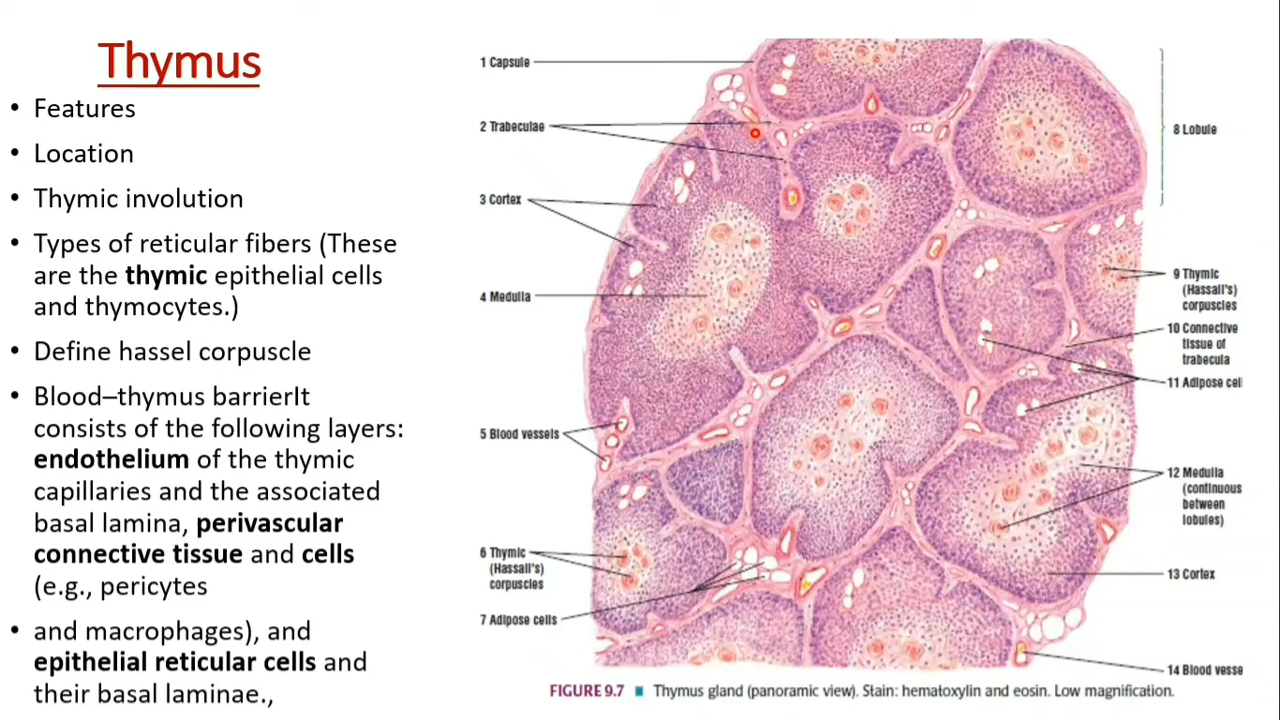 Thymus
• Features
• Location
• Thymic involution
• Types of reticular fibers (These
are the thymic epithelial cells
and thymocytes.)
• Define hassel corpuscle
• Blood–thymus barrierIt
consists of the following layers:
endothelium of the thymic
capillaries and the associated
basal lamina, perivascular
connective tissue and cells
(e.g., pericytes
• and macrophages), and
epithelial reticular cells and
their basal laminae.,
1 Capsule
2 Trabeculae
3 Cortex
4 Medulla
5 Blood vessels
6 Thymic
(Hassall's)
corpuscles
7 Adipose cells
8 Lobule
9 Thymic
(Hassall's)
corpuscles
10 Connective
tissue of
trabecula
11 Adipose cell
12 Medulla
(continuous
between
lobules)
13 Cortex
14 Blood vesse
FIGURE 9.7 ■ Thymus gland (panoramic view). Stain: hematoxylin and eosin. Low magnification.